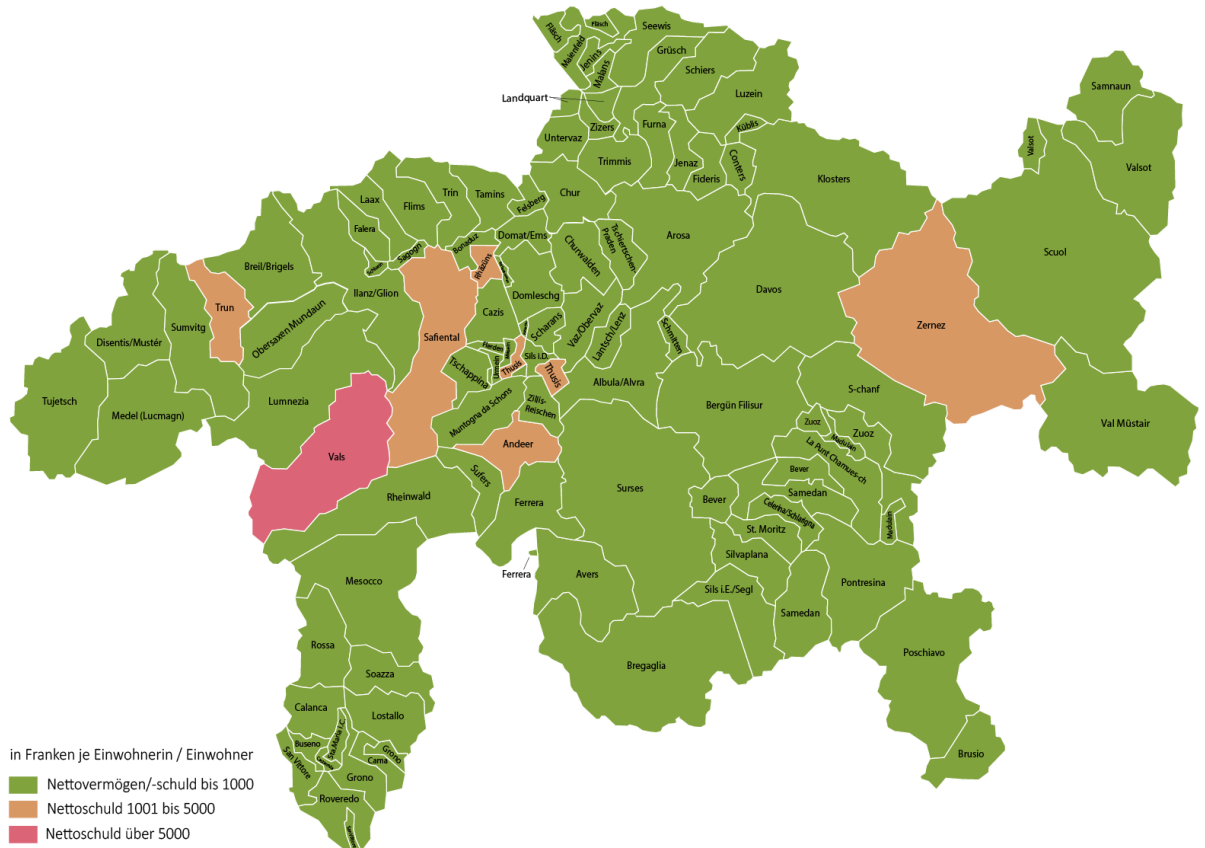 Fläsch
Fläsch
Seewis
Maienfeld
Jenins
Malans
Grüsch
Schiers
Luzein
Landquart
Zizers
Furna
Küblis
Untervaz
Trimmis
Jenaz
Fideris
Conters
Klosters
Samnaun
Valsot
Valsot
Scuol
Laax
Flims
Trin
Tamins
Felsberg
Chur
Falera
Sagogn
Bonaduz
Domat/Ems
Churwalden
Tschiertschen-
Praden
Arosa
Breil/Brigels
Ilanz/Glion
Rhäzüns
Domleschg
Davos
Trun
Obersaxen Mundaun
Safiental
Cazis
Scharans
Vaz/Obervaz
Lantsch/Lenz
Schmitten
Zernez
Sumvitg
Disentis/Mustér
Flerden
Urmein
Thusis
Sils i.D.
Thusis
Tschappina
Albula/Alvra
Tujetsch
Medel (Lucmagn)
Lumnezia
Muntogna da Schons
Zillis-
Reischen
Bergün Filisur
S-chanf
Zuoz
Zuoz
Madulain
Val Müstair
Vals
Andeer
La Punt Chamues-ch
Bever
Rheinwald
Sufers
Ferrera
Surses
Bever
Samedan
Celerina/Schlarigna
Madulain
St. Moritz
Silvaplana
Ferrera
Avers
Sils i.E./Segl
Samedan
Pontresina
Mesocco
Rossa
Soazza
Bregaglia
Poschiavo
Calanca
Lostallo
Sta. Maria i.C.
Buseno
San Vittore
Grono
Cama
Grono
Roveredo
Brusio
in Franken je Einwohnerin / Einwohner
Nettovermögen/-schuld bis 1000
Nettoschuld 1001 bis 5000
Nettoschuld über 5000